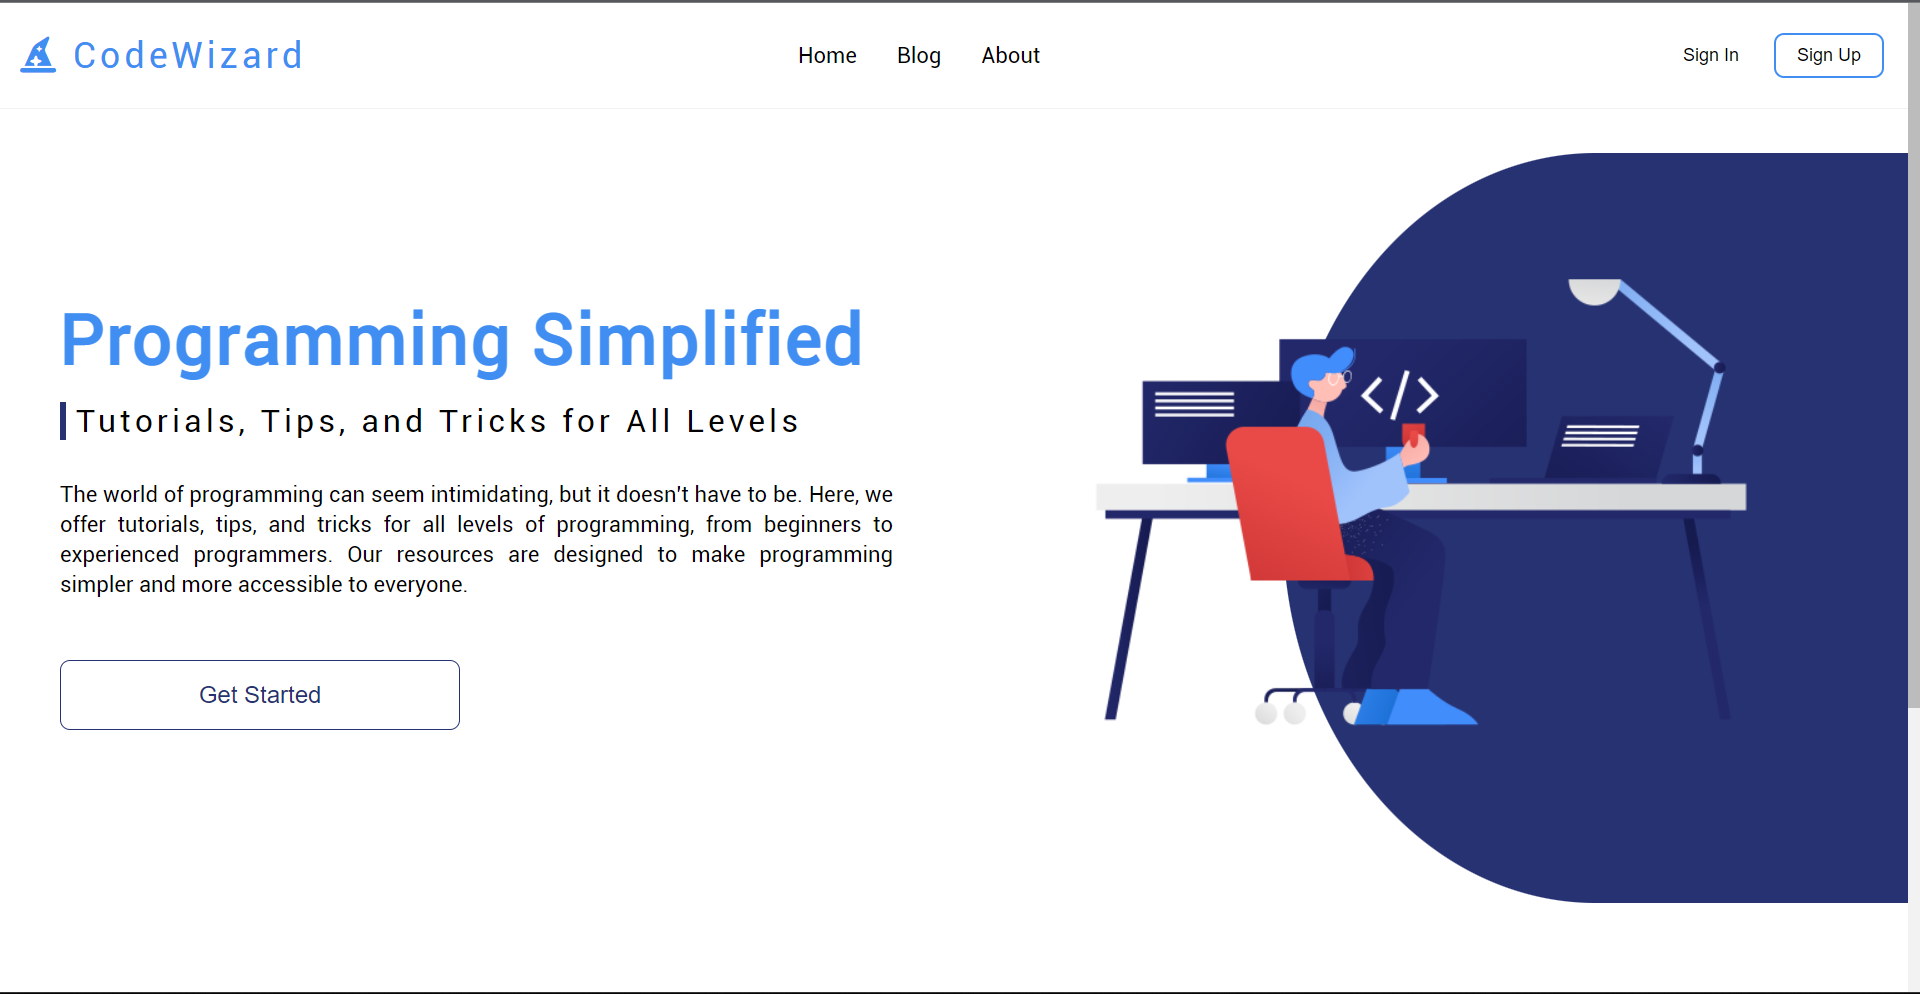 CodeWizard
Home Blog About
Sign In Sign Up
Programming Simplified
Tutorials, Tips, and Tricks for All Levels
</>
The world of programming can seem intimidating, but it doesn't have to be. Here, we
offer tutorials, tips, and tricks for all levels of programming, from beginners to
experienced programmers. Our resources are designed to make programming
simpler and more accessible to everyone.
Get Started